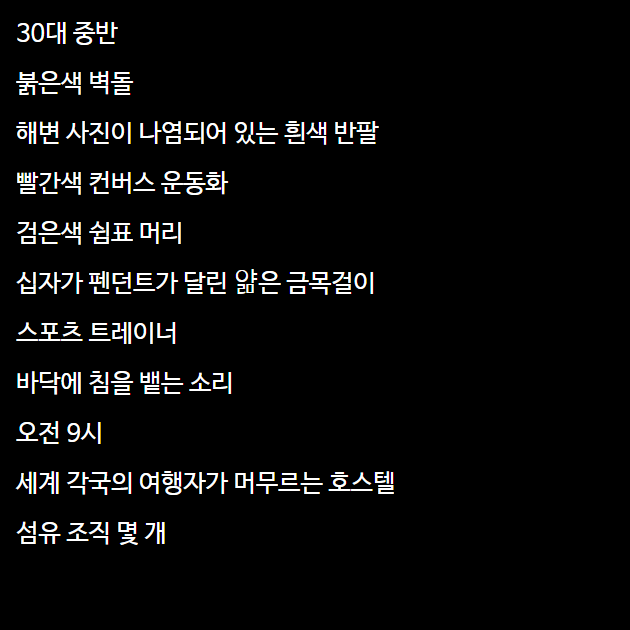 30대 중반
붉은색 벽돌
해변 사진이 나염되어 있는 흰색 반팔
빨간색 컨버스 운동화
검은색 쉼표 머리
십자가 펜던트가 달린 얇은 금목걸이
스포츠 트레이너
바닥에 침을 뱉는 소리
오전 9시
세계 각국의 여행자가 머무르는 호스텔
섬유 조직 몇 개